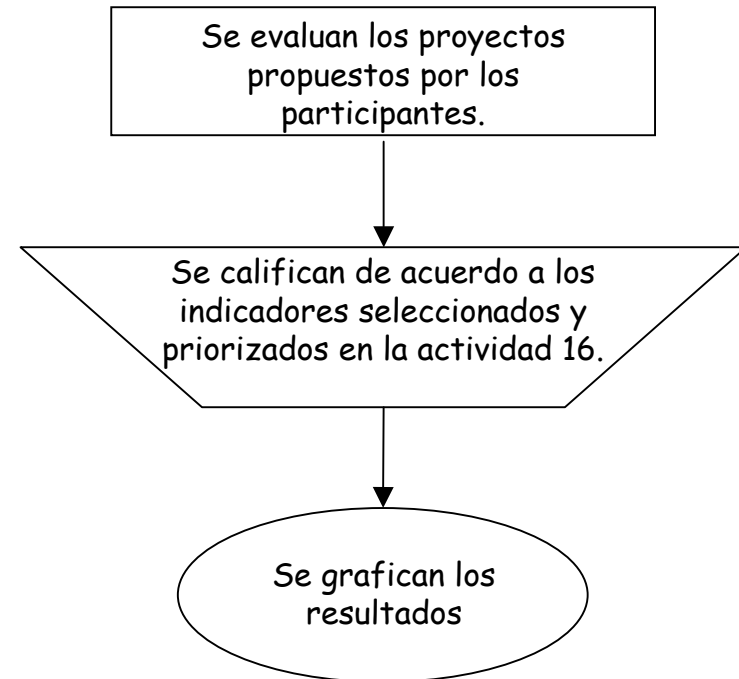 Se evaluan los proyectos
propuestos por los
participantes.
Se califican de acuerdo a los
indicadores seleccionados y
priorizados en la actividad 16.
Se grafican los
resultados